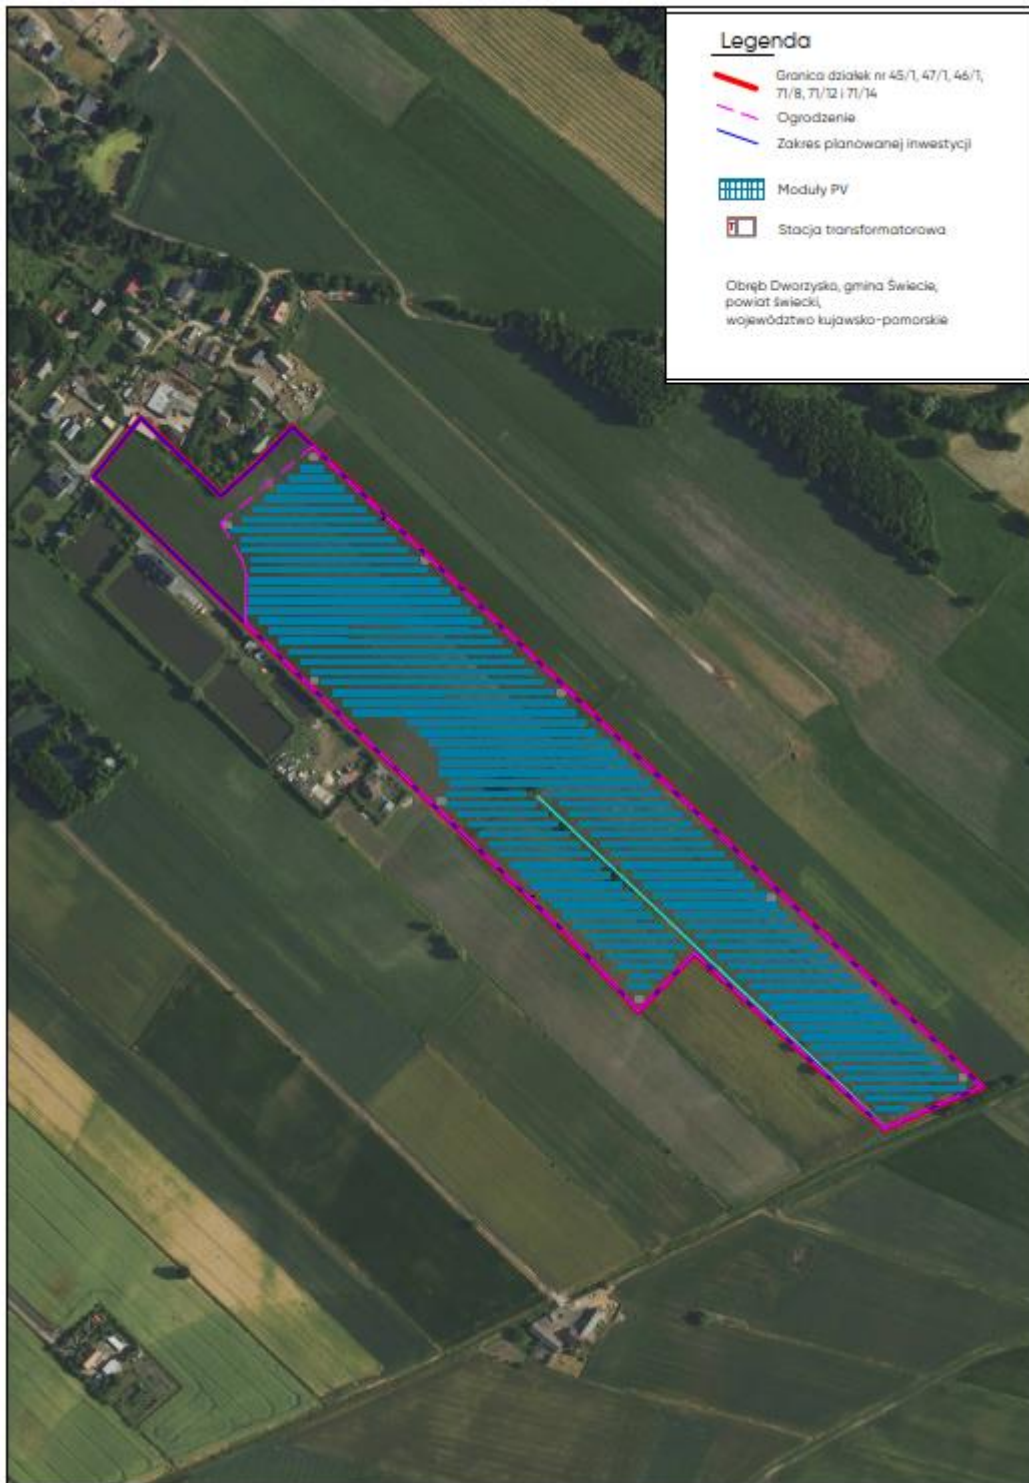 Legenda
Granica działek nr 45/1, 47/1, 46/1,
71/8, 71/12 i 71/14
Ogrodzenie
Zakres planowanej inwestycji
Moduły PV
T
Stacja transformatorowa
Obręb Dworzysko, gmina Świecie,
powiat świecki,
województwo kujawsko-pomorskie